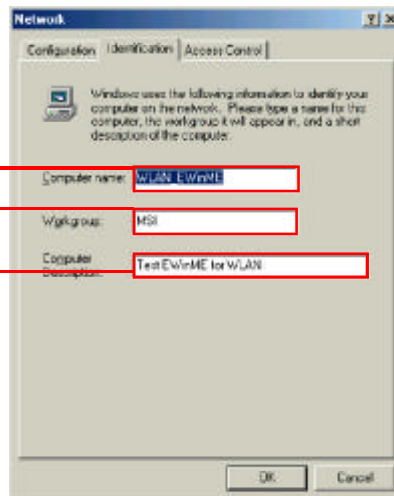 Network
Configuration Identification Access Control
Windows uses the following information to identify your
computer on the network. Please type a name for this
computer, the workgroup it will appear in, and a short
description of the computer.
Computer name: WLAN_EWinME
Workgroup: MSI
Computer
Description: Test EWinME for WLAN
OK Cancel